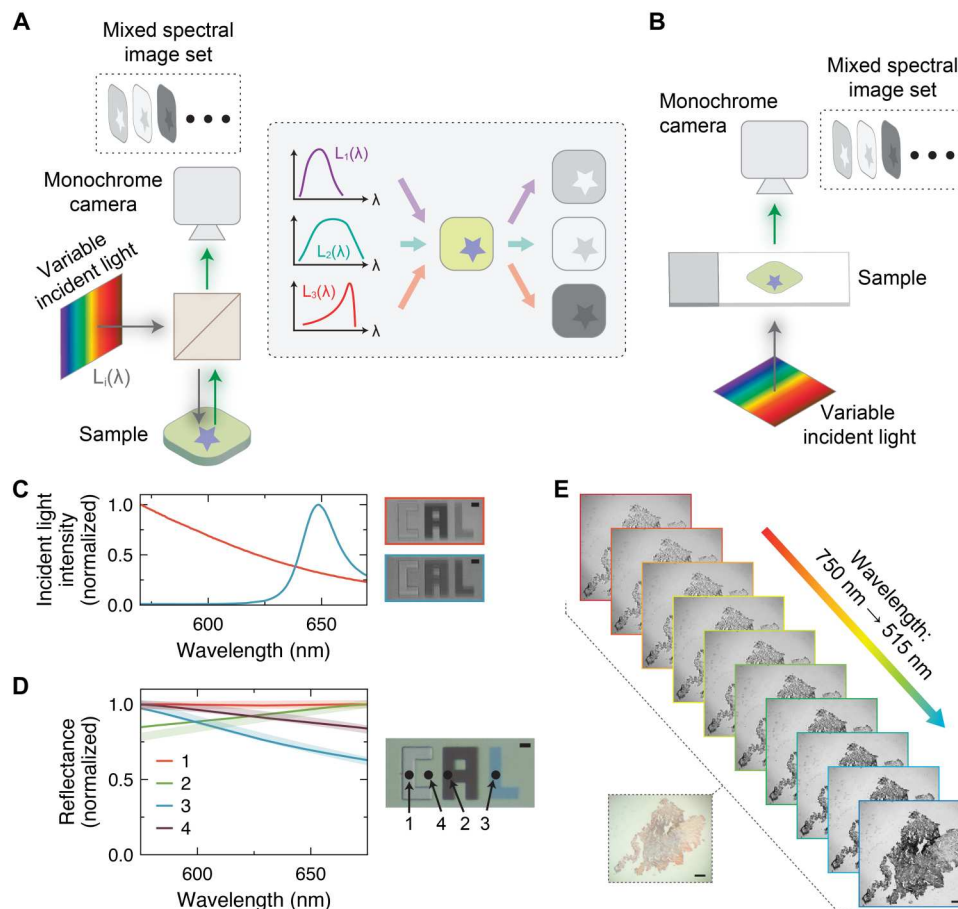 A
Mixed spectral
image set
Monochrome
camera
Variable
incident light
Lᵢ(λ)
Sample
L₁(λ)
λ
L₂(λ)
λ
L₃(λ)
λ
B
Mixed spectral
image set
Monochrome
camera
Sample
Variable
incident light
C
Incident light
intensity
(normalized)
1.0
0.5
0.0
600
650
Wavelength (nm)
EAL
EAL
D
Reflectance
(normalized)
1.0
0.5
0.0
1
2
3
4
600
650
Wavelength (nm)
EAL
1
4
2
3
E
Wavelength:
750 nm → 515 nm